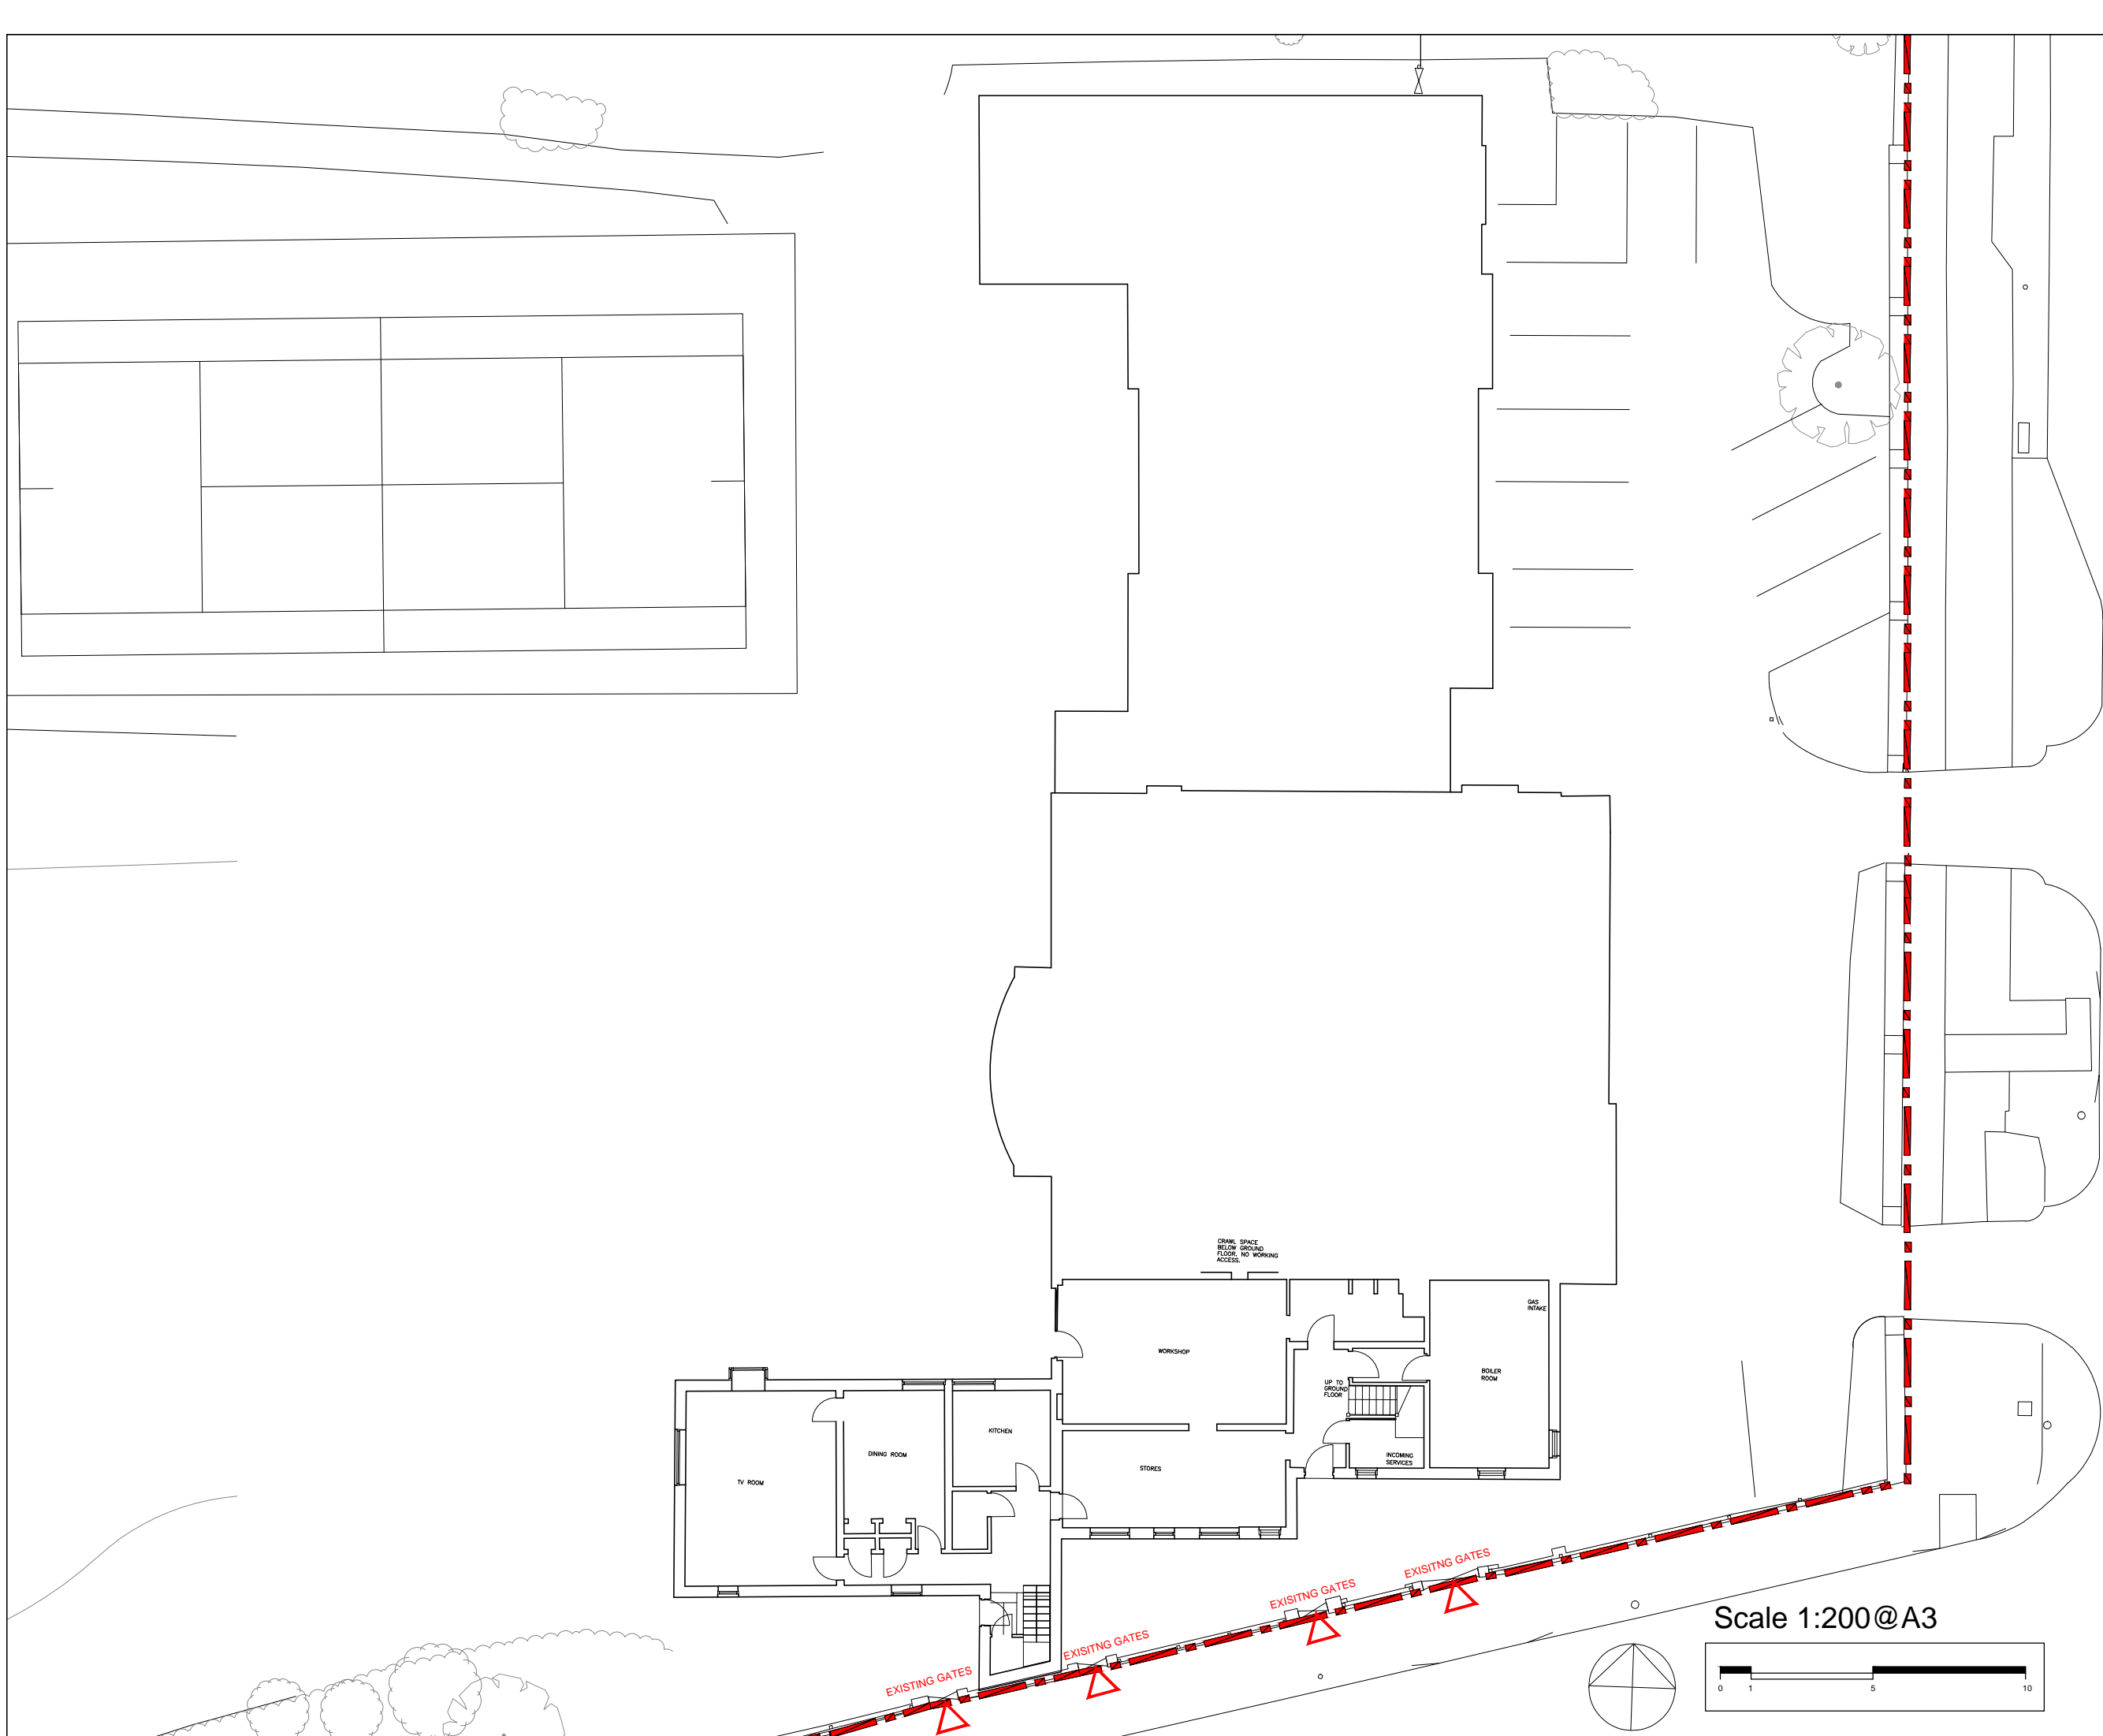 CRAWL SPACE
BELOW GROUND
FLOOR, NO WORKING
ACCESS.
GAS
INTAKE
WORKSHOP
BOILER
ROOM
UP TO
GROUND
FLOOR
KITCHEN
DINING ROOM
INCOMING
SERVICES
STORES
TV ROOM
EXISITNG GATES
EXISITNG GATES
EXISITNG GATES
EXISTING GATES
Scale 1:200@A3
0 1 5 10